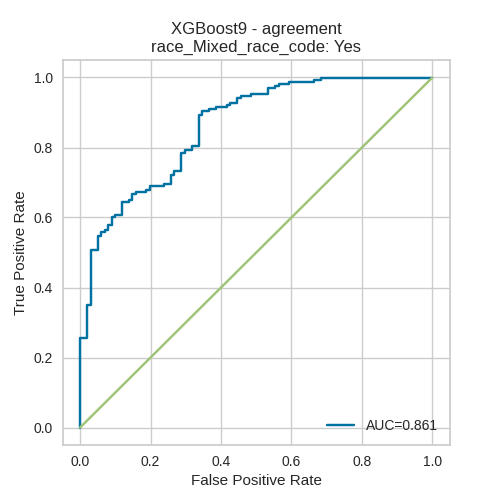 XGBoost9 - agreement
race_Mixed_race_code: Yes
True Positive Rate
1.0
0.8
0.6
0.4
0.2
0.0
AUC=0.861
0.0 0.2 0.4 0.6 0.8 1.0
False Positive Rate